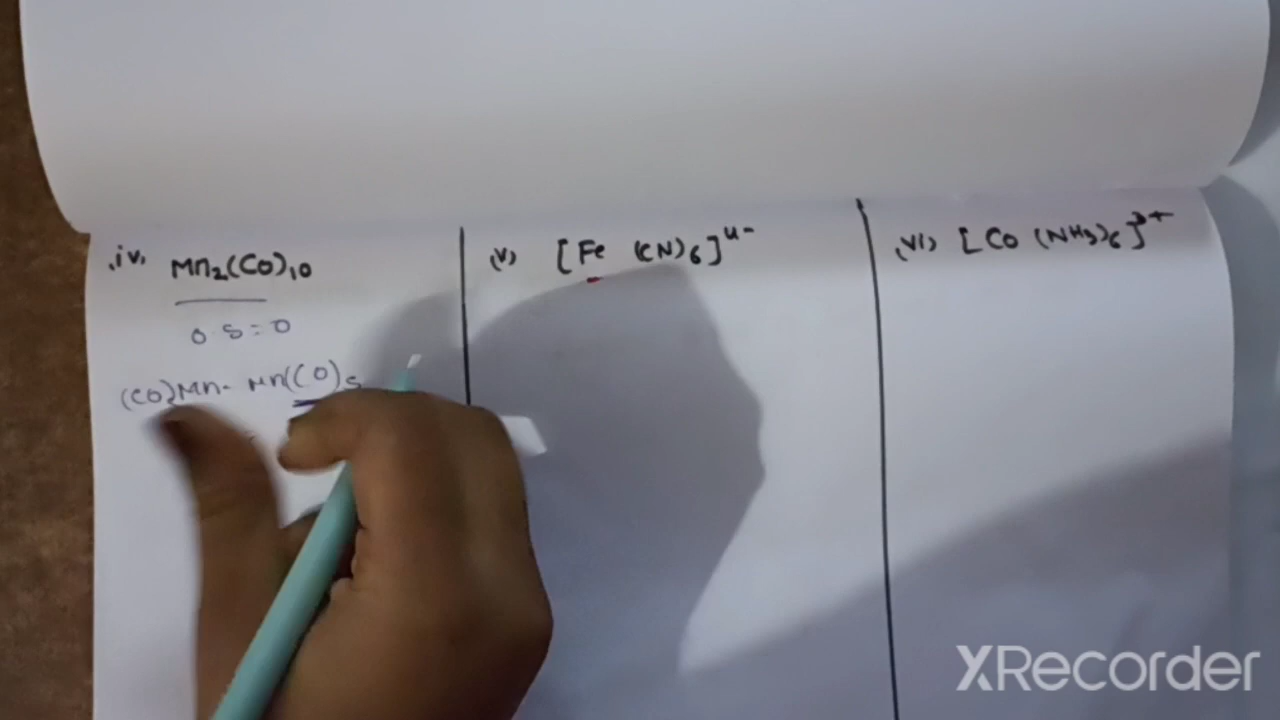 (iv) Mn2(CO)10
O.S=0
(CO)5Mn- Mn(CO)5
(v) [Fe (CN)6]4-
(vi) [Co (NH3)6]3+
XRecorder